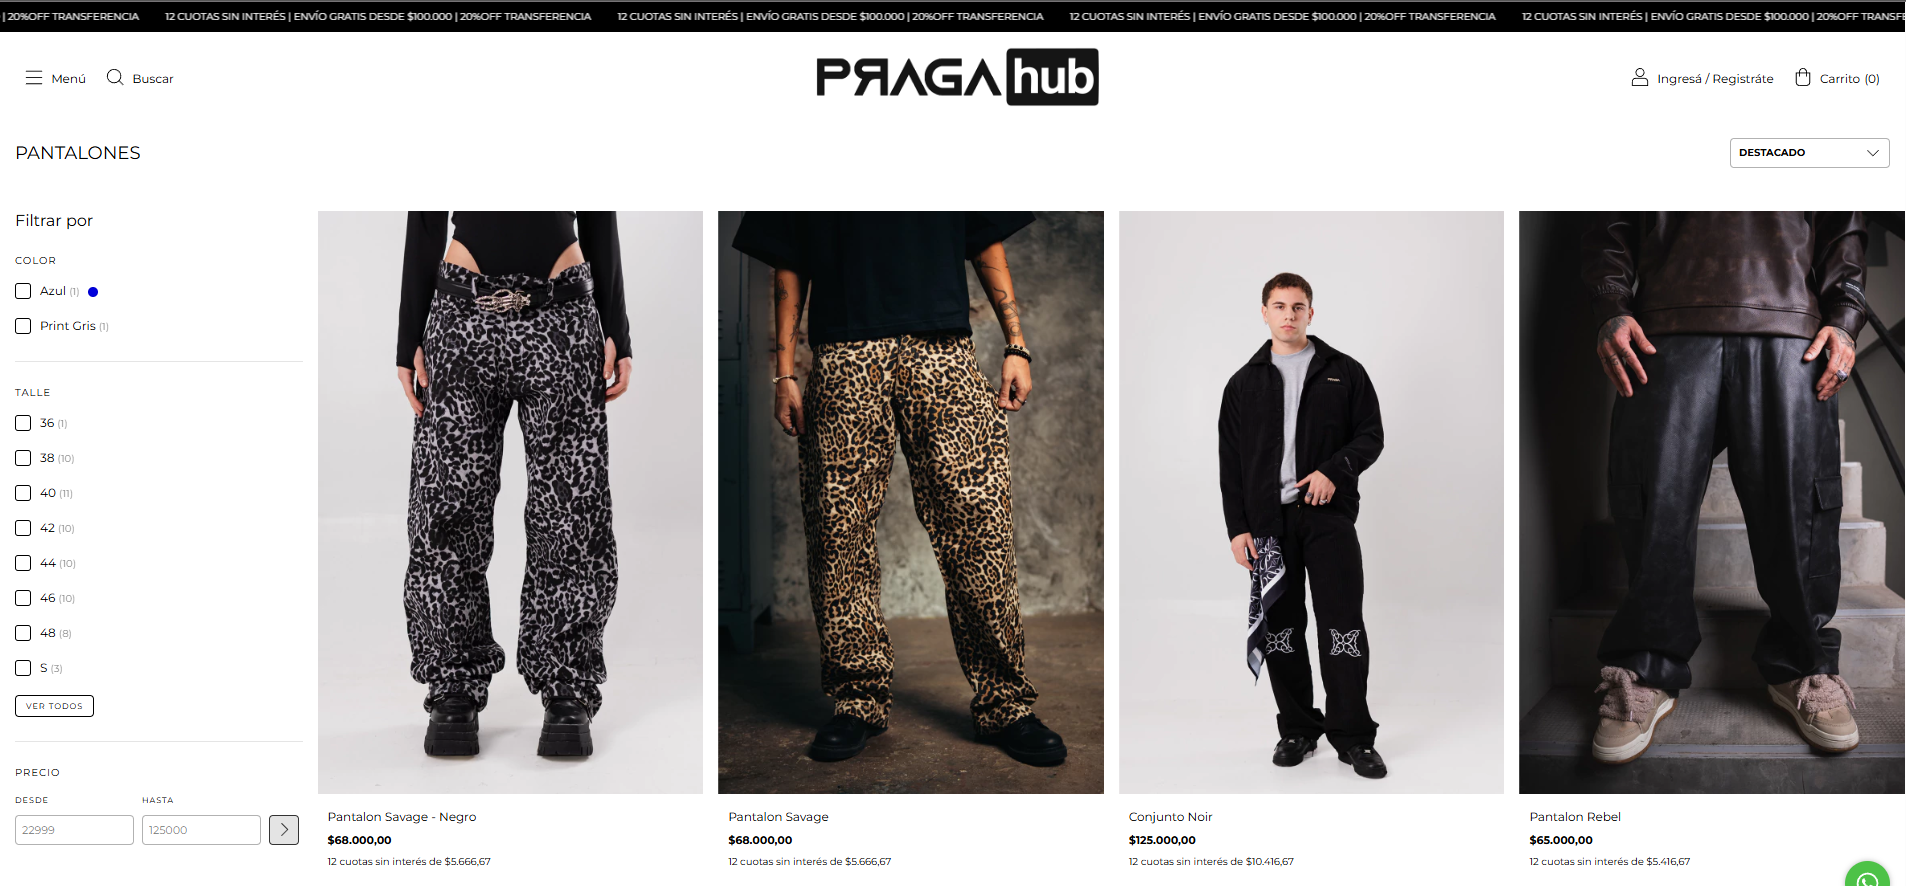 | 20%OFF TRANSFERENCIA 12 CUOTAS SIN INTERÉS | ENVÍO GRATIS DESDE $100.000 | 20%OFF TRANSFERENCIA 12 CUOTAS SIN INTERÉS | ENVÍO GRATIS DESDE $100.000 | 20%OFF TRANSFERENCIA 12 CUOTAS SIN INTERÉS | ENVÍO GRATIS DESDE $100.000 | 20%OFF TRANSFERENCIA 12 CUOTAS SIN INTERÉS | ENVÍO GRATIS DESDE $100.000 | 20%OFF TRANSFE
Menú Buscar PRAGA hub Ingresá / Registráte Carrito (0)
PANTALONES DESTACADO
Filtrar por
COLOR
Azul (1)
Print Gris (1)
TALLE
36 (1)
38 (10)
40 (11)
42 (10)
44 (10)
46 (10)
48 (8)
S (3)
VER TODOS
PRECIO
DESDE HASTA
22999 125000
Pantalon Savage - Negro
$68.000,00
12 cuotas sin interés de $5.666,67
Pantalon Savage
$68.000,00
12 cuotas sin interés de $5.666,67
Conjunto Noir
$125.000,00
12 cuotas sin interés de $10.416,67
Pantalon Rebel
$65.000,00
12 cuotas sin interés de $5.416,67